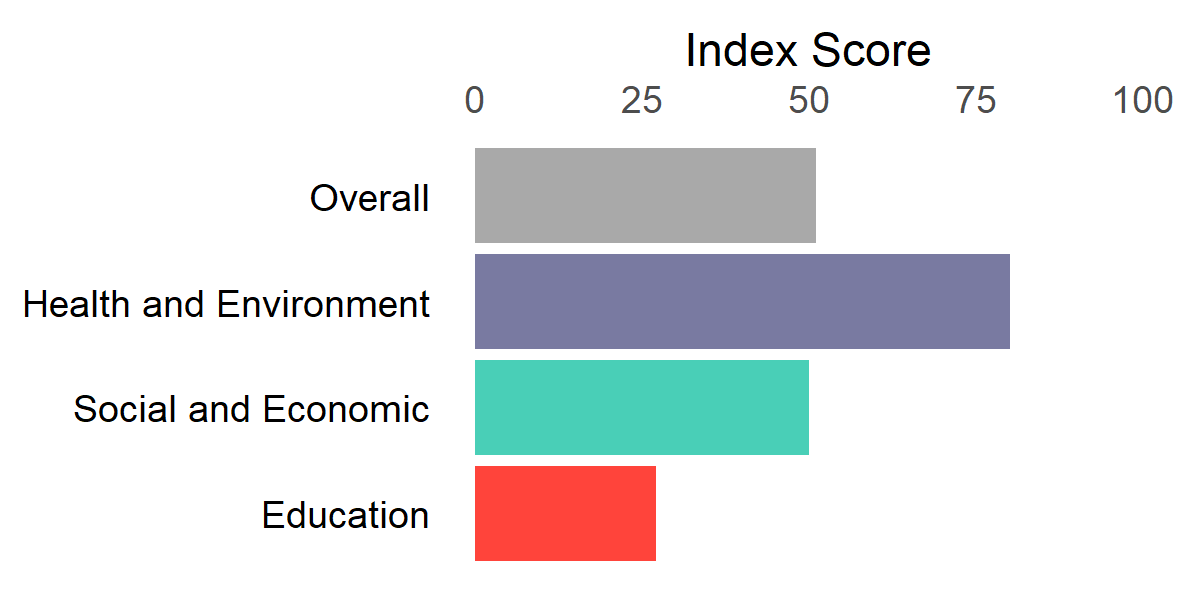 Index Score
0 25 50 75 100
Overall
Health and Environment
Social and Economic
Education